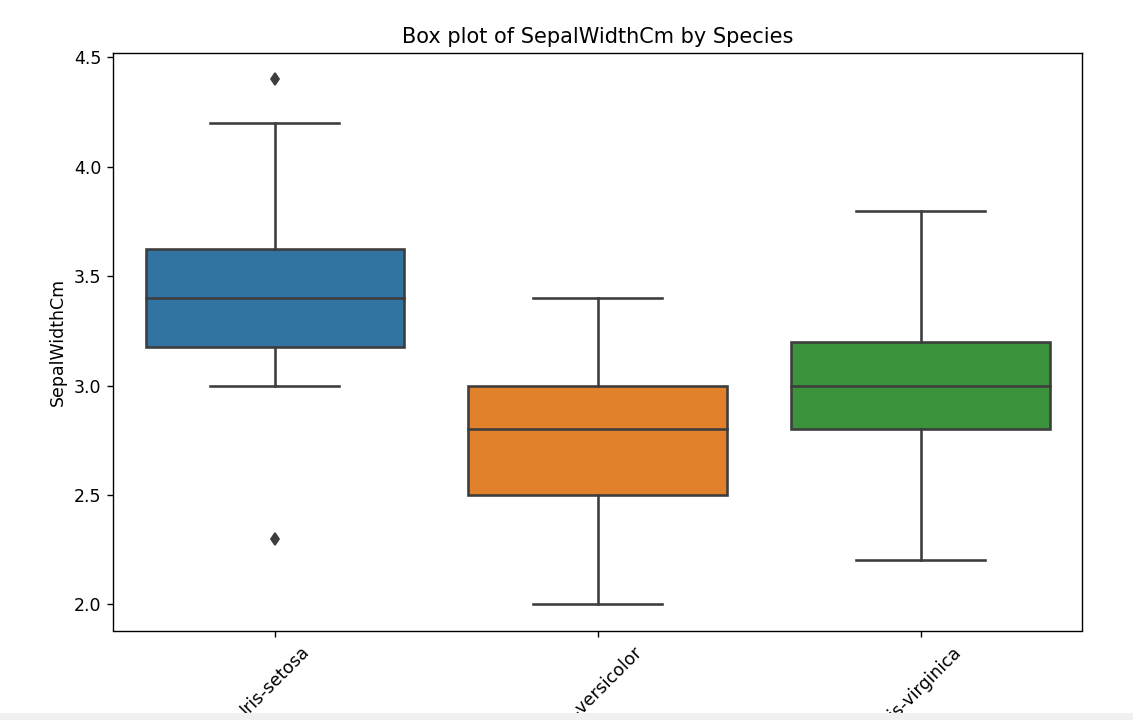 Box plot of SepalWidthCm by Species
4.5
4.0
3.5
3.0
2.5
2.0
SepalWidthCm
Iris-setosa
-versicolor
is-virginica